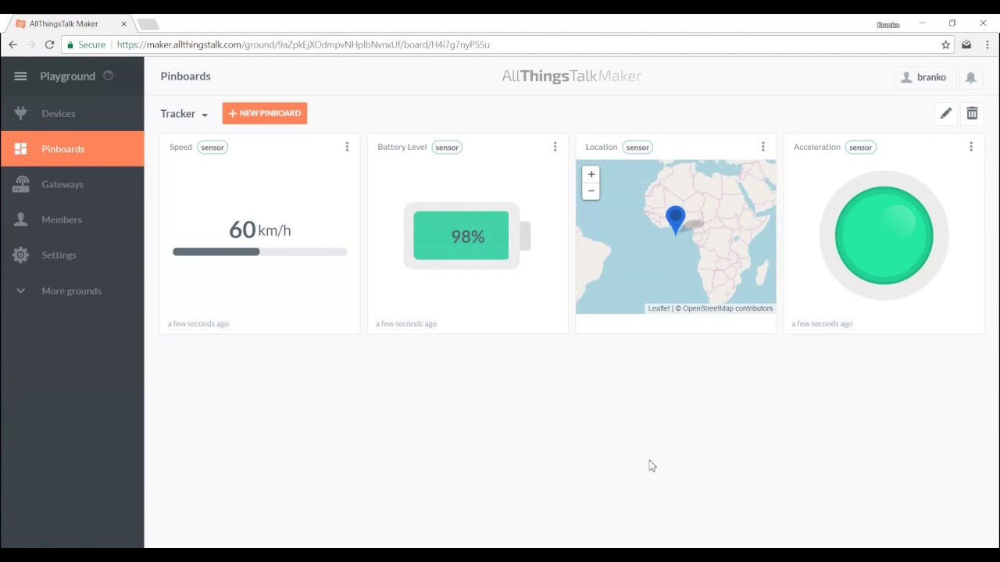 AllThingsTalk Maker
Branko
Secure
https://maker.allthingstalk.com/ground/9aZpkEjXOdmpvNHplbNvnxUf/board/H4i7g7nyP5Su
Playground
Pinboards
AllThingsTalkMaker
branko
Devices
Pinboards
Gateways
Members
Settings
More grounds
Tracker
+ NEW PINBOARD
Speed sensor
60 km/h
a few seconds ago
Battery Level sensor
98%
a few seconds ago
Location sensor
+
−
Leaflet | © OpenStreetMap contributors
Acceleration sensor
a few seconds ago